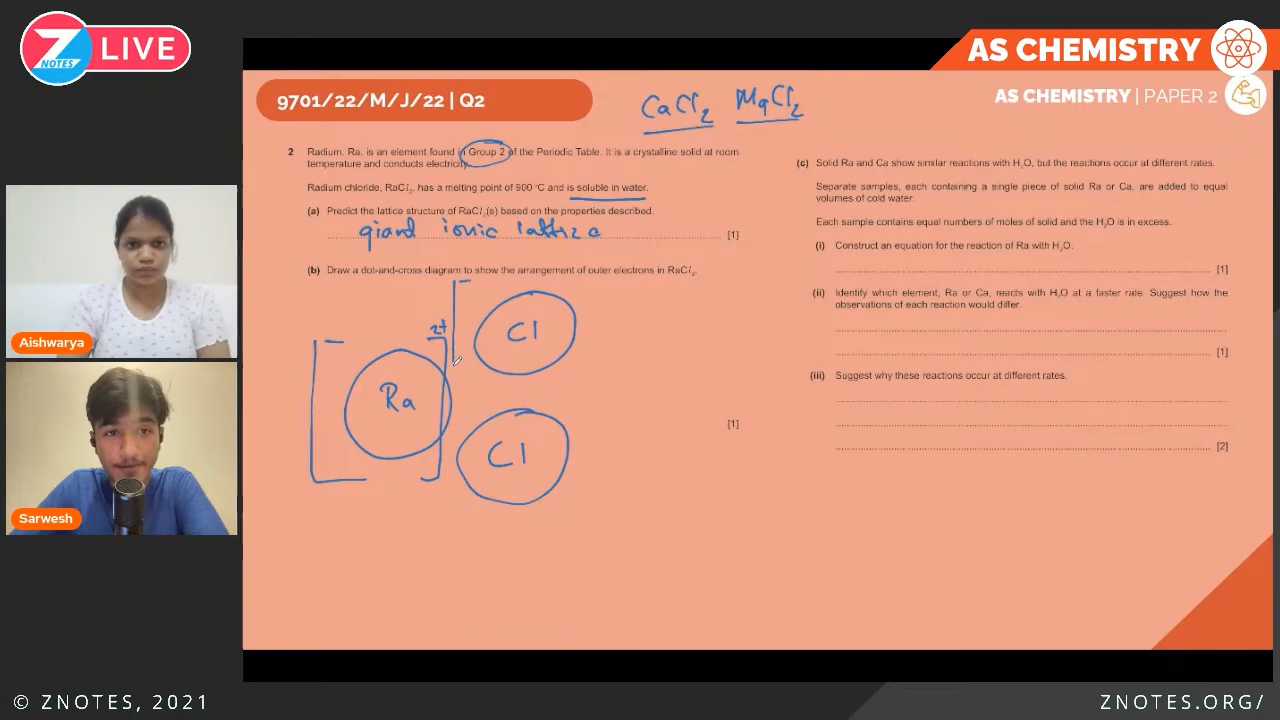 Z NOTES LIVE
AS CHEMISTRY
9701/22/M/J/22 | Q2
CaCl2 MgCl2
AS CHEMISTRY | PAPER 2
2 Radium, Ra, is an element found in Group 2 of the Periodic Table. It is a crystalline solid at room
temperature and conducts electricity.
Radium chloride, RaCl2, has a melting point of 900 °C and is soluble in water.
(a) Predict the lattice structure of RaCl2(s) based on the properties described.
giant ionic lattice
[1]
(b) Draw a dot-and-cross diagram to show the arrangement of outer electrons in RaCl2.
2+
Cl
Ra
Cl
[1]
(c) Solid Ra and Ca show similar reactions with H2O, but the reactions occur at different rates.
Separate samples, each containing a single piece of solid Ra or Ca, are added to equal
volumes of cold water.
Each sample contains equal numbers of moles of solid and the H2O is in excess.
(i) Construct an equation for the reaction of Ra with H2O.
[1]
(ii) Identify which element, Ra or Ca, reacts with H2O at a faster rate. Suggest how the
observations of each reaction would differ.
[1]
(iii) Suggest why these reactions occur at different rates.
[2]
Aishwarya
Sarwesh
© ZNOTES, 2021
ZNOTES.ORG/